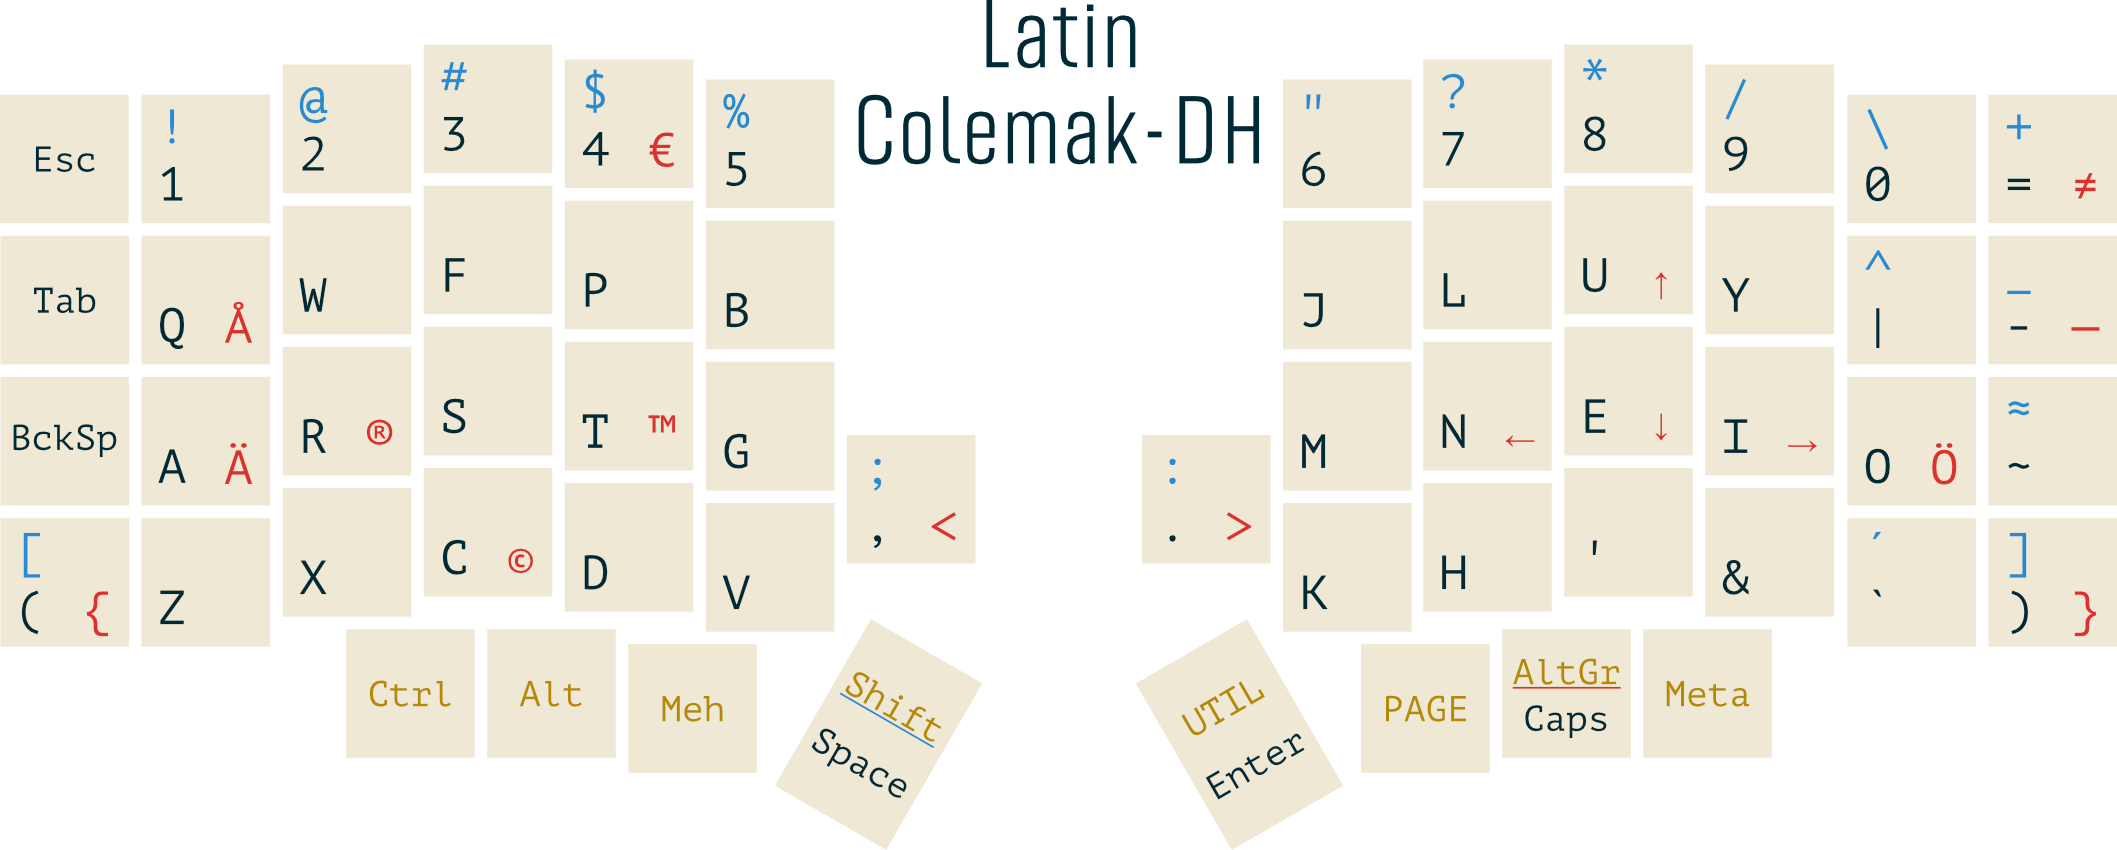 Latin
Colemak-DH
Esc
!
1
@
2
#
3
$
4 €
%
5
"
6
?
7
*
8
/
9
\
0
+
= ≠
Tab
Q Å
W
F
P
B
J
L
U ↑
Y
^
|
–
- —
BckSp
A Ä
R ®
S
T ™
G
M
N ←
E ↓
I →
O Ö
≈
~
[
( {
Z
X
C ©
D
V
;
, <
:
. >
K
H
'
&
´
`
]
) }
Ctrl
Alt
Meh
Shift
Space
UTIL
Enter
PAGE
AltGr
Caps
Meta